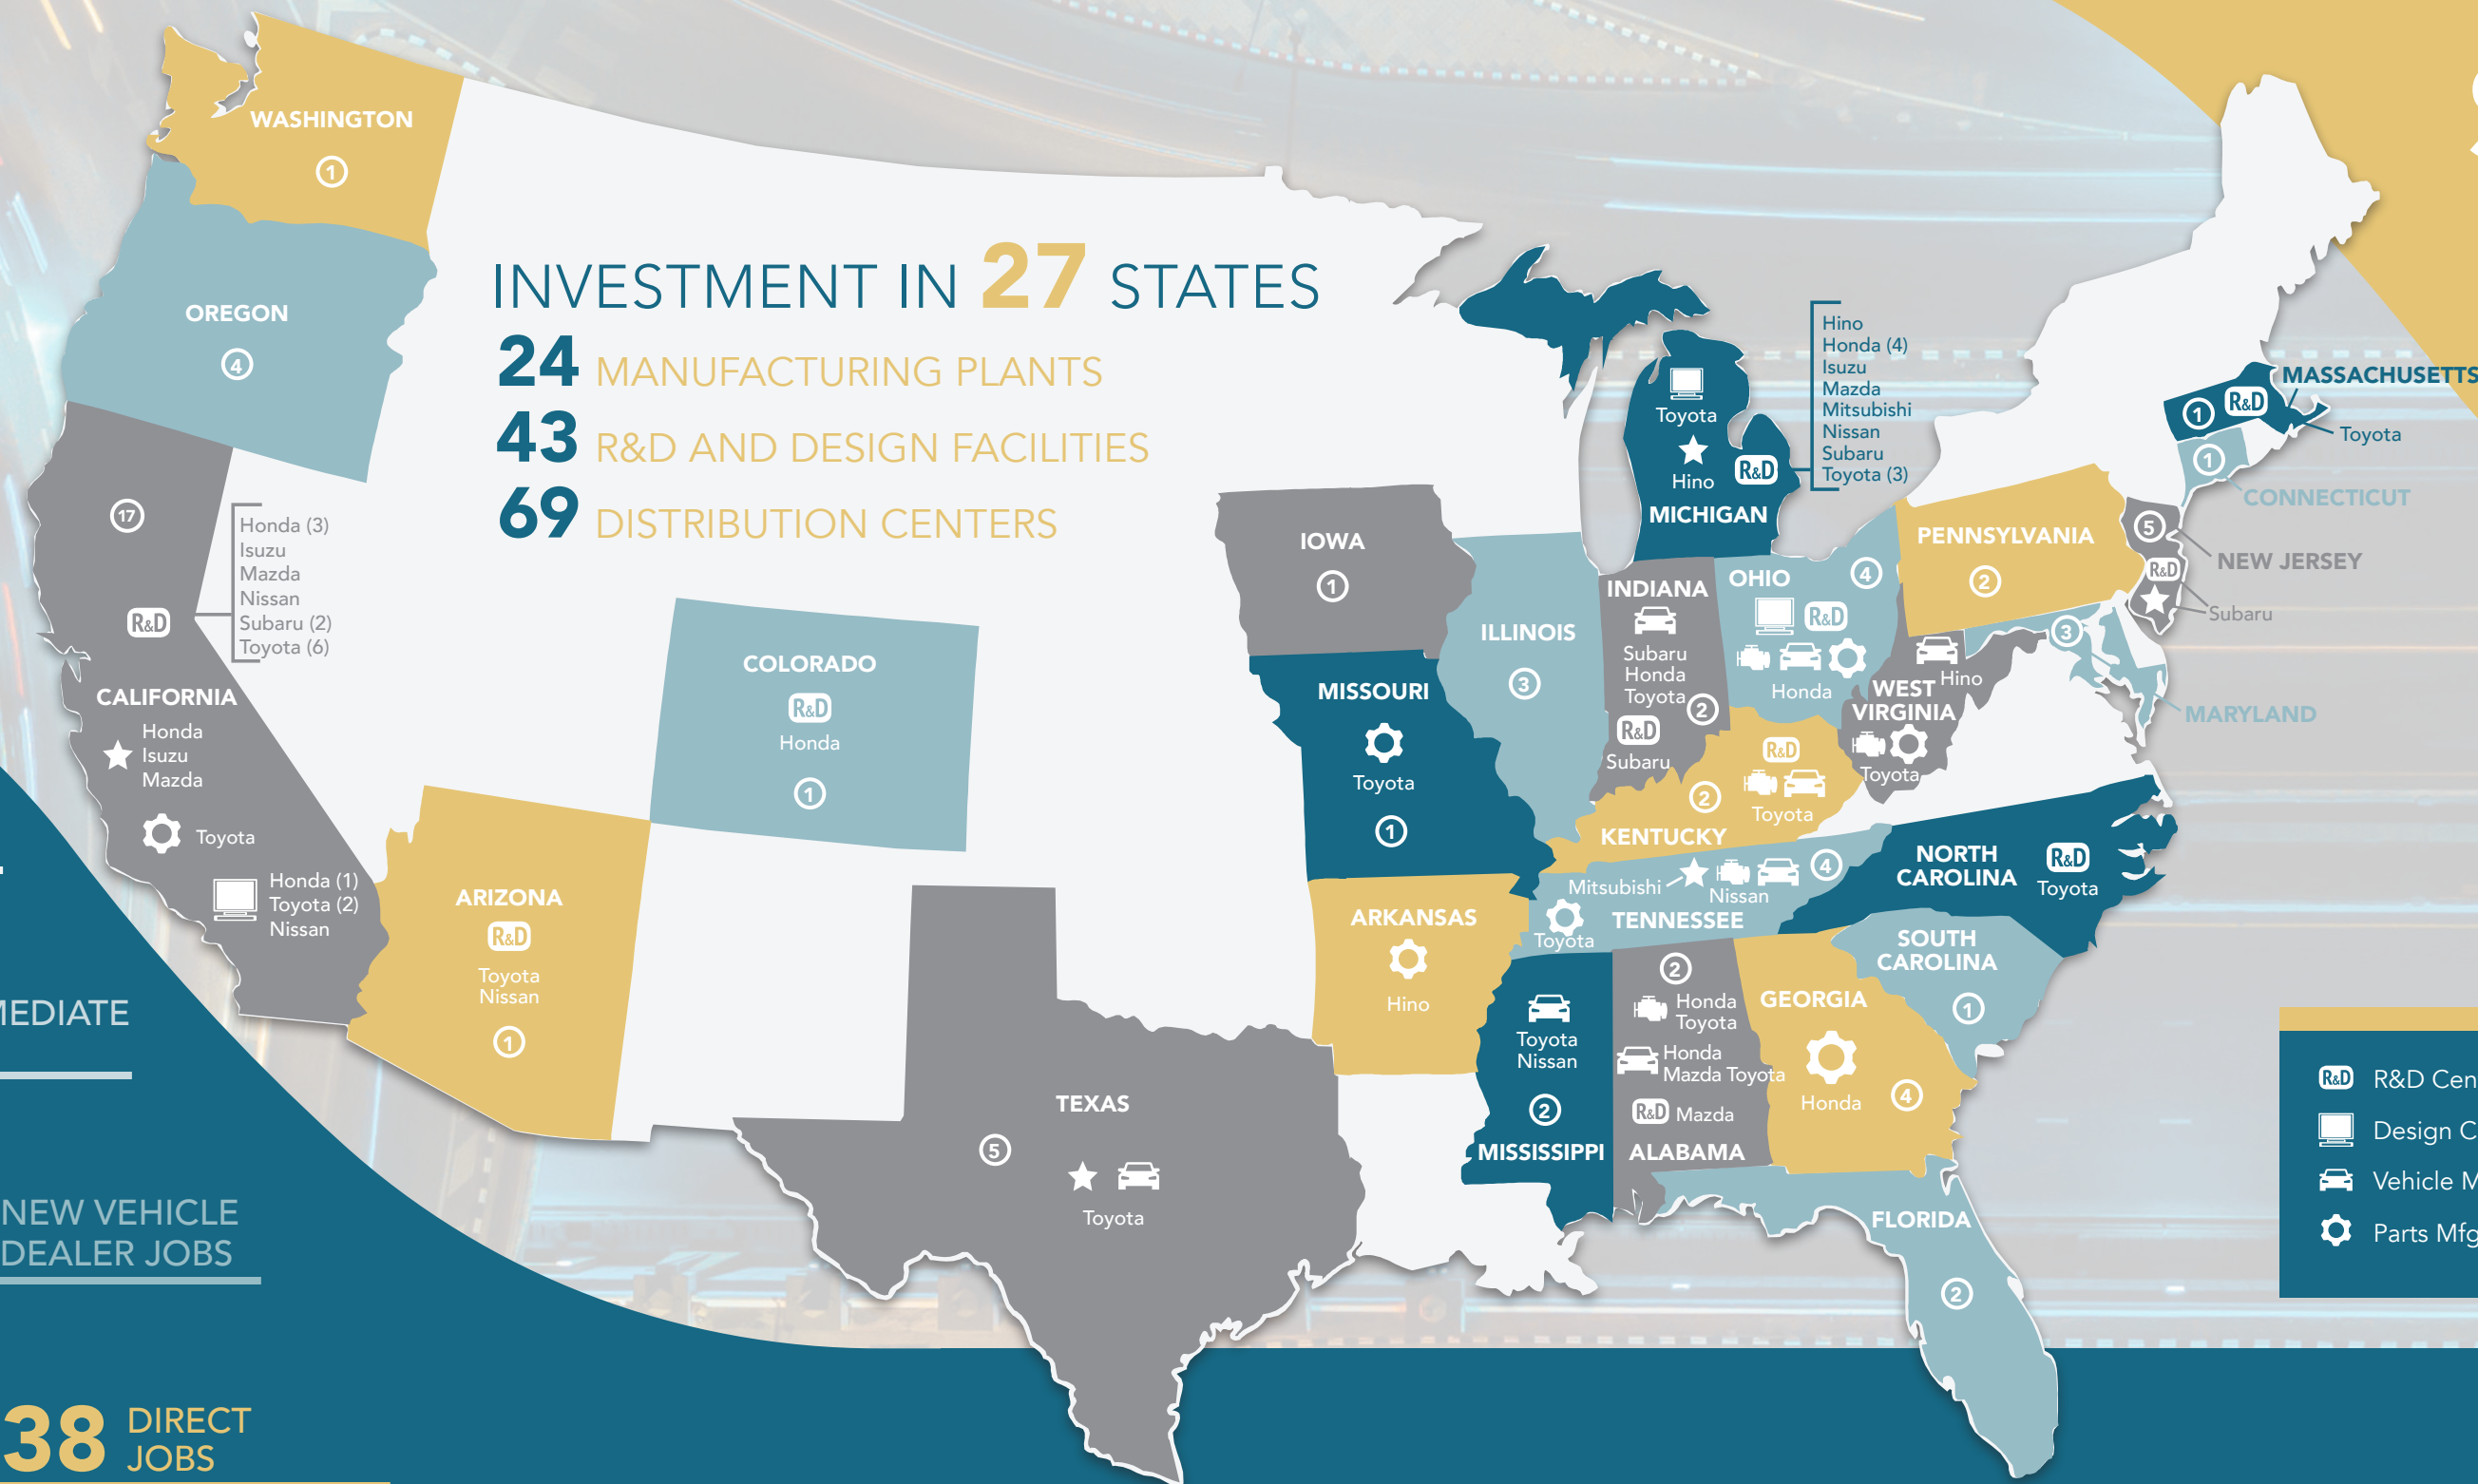 INVESTMENT IN 27 STATES
24 MANUFACTURING PLANTS
43 R&D AND DESIGN FACILITIES
69 DISTRIBUTION CENTERS
WASHINGTON
1
OREGON
4
17
R&D
Honda (3)
Isuzu
Mazda
Nissan
Subaru (2)
Toyota (6)
CALIFORNIA
Honda
Isuzu
Mazda
Toyota
Honda (1)
Toyota (2)
Nissan
ARIZONA
R&D
Toyota
Nissan
1
COLORADO
R&D
Honda
1
TEXAS
5
Toyota
IOWA
1
MISSOURI
Toyota
1
ARKANSAS
Hino
ILLINOIS
3
Toyota
Hino
R&D
MICHIGAN
Hino
Honda (4)
Isuzu
Mazda
Mitsubishi
Nissan
Subaru
Toyota (3)
INDIANA
Subaru
Honda
Toyota
2
R&D
Subaru
OHIO
4
R&D
Honda
KENTUCKY
R&D
2
Toyota
WEST
VIRGINIA
Hino
Toyota
PENNSYLVANIA
2
MASSACHUSETTS
1
R&D
Toyota
1
CONNECTICUT
5
NEW JERSEY
R&D
Subaru
3
MARYLAND
Mitsubishi
Nissan
4
TENNESSEE
Toyota
NORTH
CAROLINA
R&D
Toyota
SOUTH
CAROLINA
1
GEORGIA
Honda
4
Toyota
Nissan
2
MISSISSIPPI
2
Honda
Toyota
Honda
Mazda Toyota
R&D Mazda
ALABAMA
FLORIDA
2
R&D R&D Cen
Design C
Vehicle M
Parts Mfg
MEDIATE
NEW VEHICLE
DEALER JOBS
38 DIRECT
JOBS